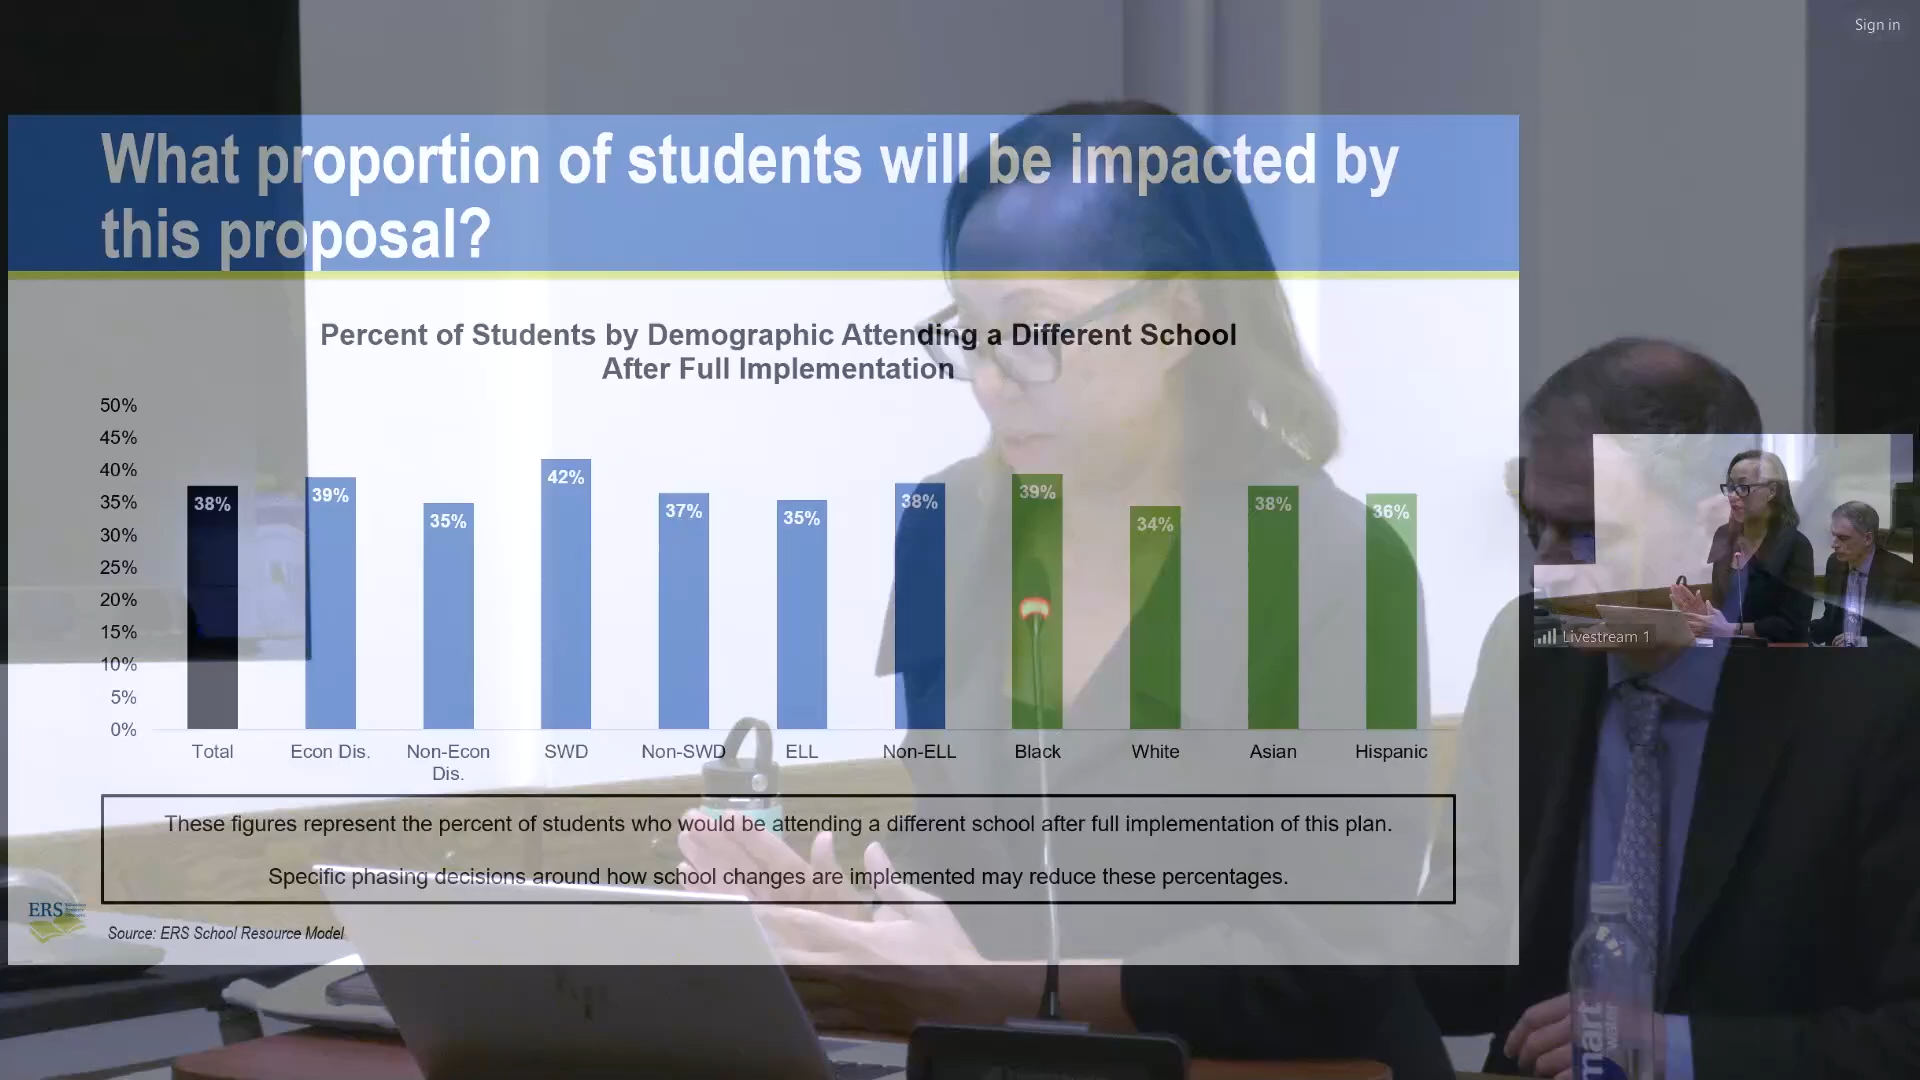 Sign in
What proportion of students will be impacted by
this proposal?
Percent of Students by Demographic Attending a Different School
After Full Implementation
50%
45%
40%
35%
30%
25%
20%
15%
10%
5%
0%
38%
39%
35%
42%
37%
35%
38%
39%
34%
38%
36%
Total
Econ Dis.
Non-Econ
Dis.
SWD
Non-SWD
ELL
Non-ELL
Black
White
Asian
Hispanic
Livestream 1
These figures represent the percent of students who would be attending a different school after full implementation of this plan.
Specific phasing decisions around how school changes are implemented may reduce these percentages.
ERS
Source: ERS School Resource Model
smart
water